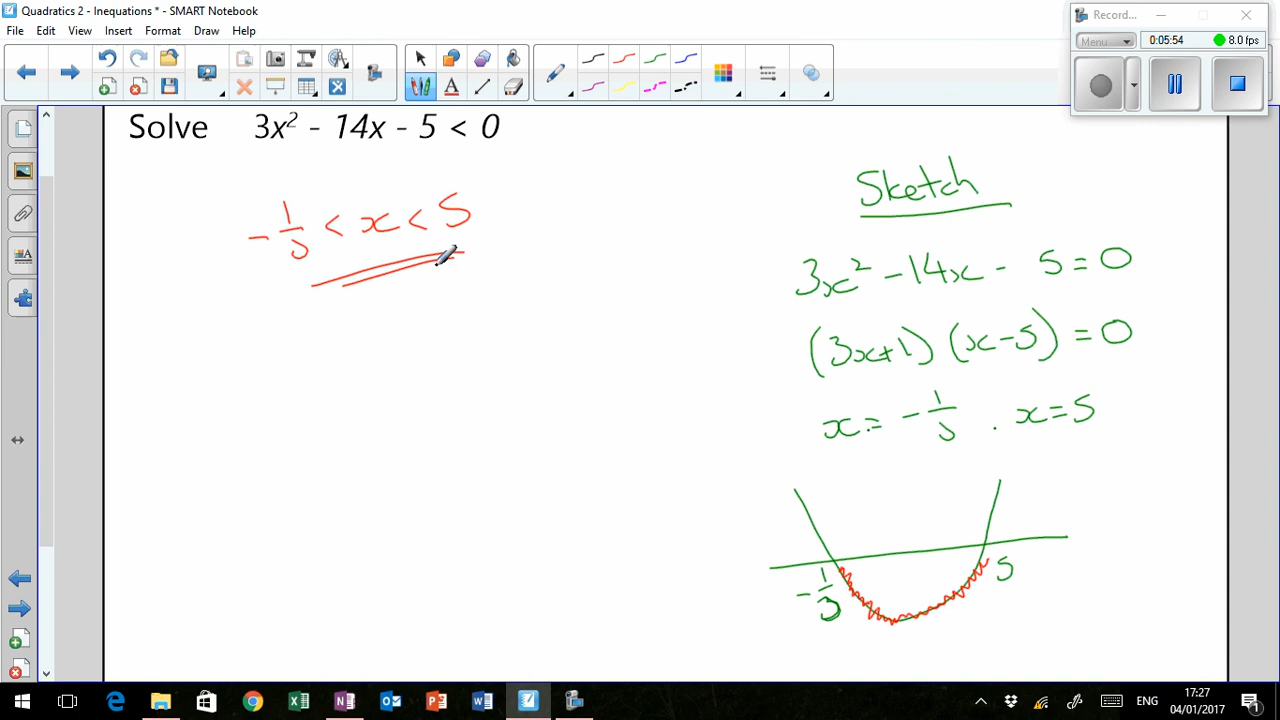 Quadratics 2 - Inequations * - SMART Notebook
File Edit View Insert Format Draw Help
Record...
Menu
0:05:54
8.0 fps
Solve 3x² - 14x - 5 < 0
-1/3 < x < 5
Sketch
3x² - 14x - 5 = 0
(3x+1) (x-5) = 0
x = -1/3 . x = 5
-1/3 5
ENG
17:27
04/01/2017